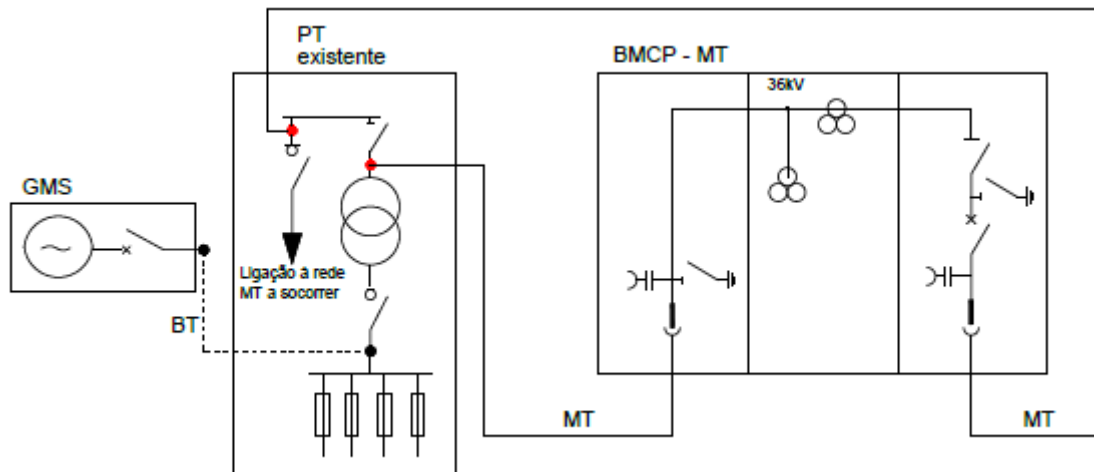 PT
existente
BMCP - MT
36kV
GMS
Ligação à rede
MT a socorrer
BT
MT
MT